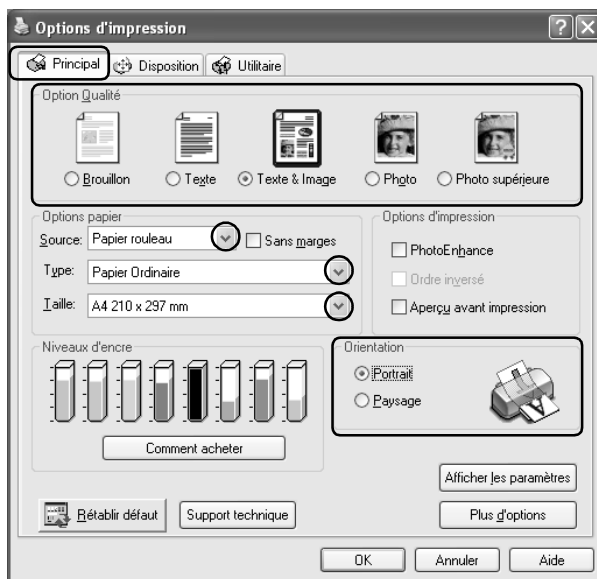 Options d'impression
Principal Disposition Utilitaire
Option Qualité
Brouillon Texte Texte & Image Photo Photo supérieure
Options papier
Source: Papier rouleau Sans marges
Type: Papier Ordinaire
Taille: A4 210 x 297 mm
Options d'impression
PhotoEnhance
Ordre inversé
Aperçu avant impression
Niveaux d'encre
Comment acheter
Orientation
Portrait
Paysage
Afficher les paramètres
Rétablir défaut Support technique Plus d'options
OK Annuler Aide